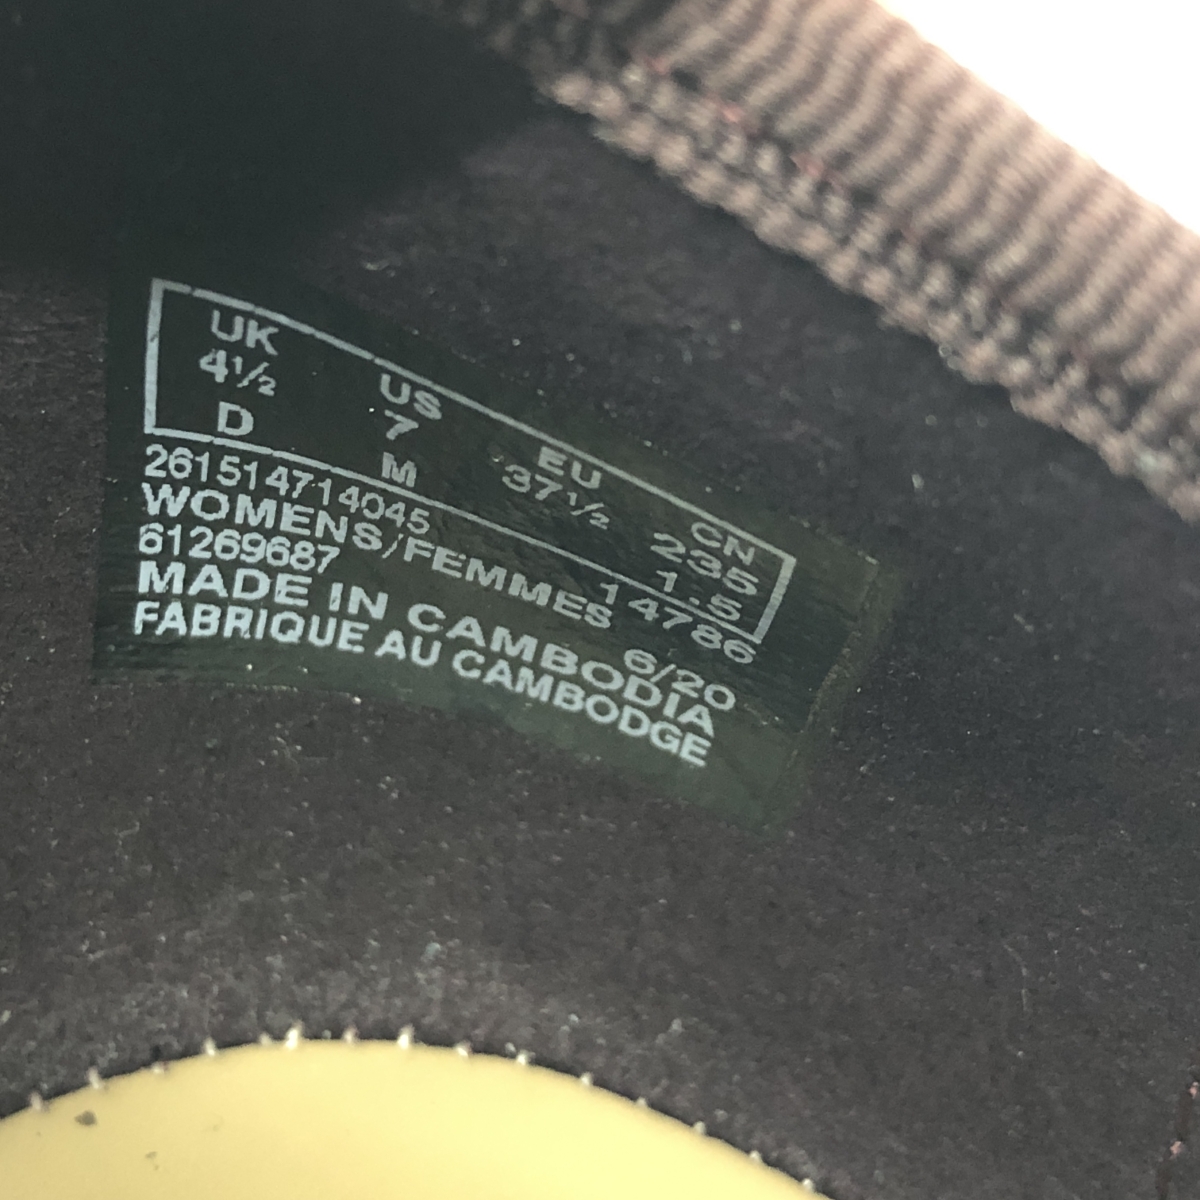 UK US EU CN
4½ 7 37½ 235
D M 1.5
261514714045 14786
WOMENS/FEMMES
61269687 6/20
MADE IN CAMBODIA
FABRIQUE AU CAMBODGE